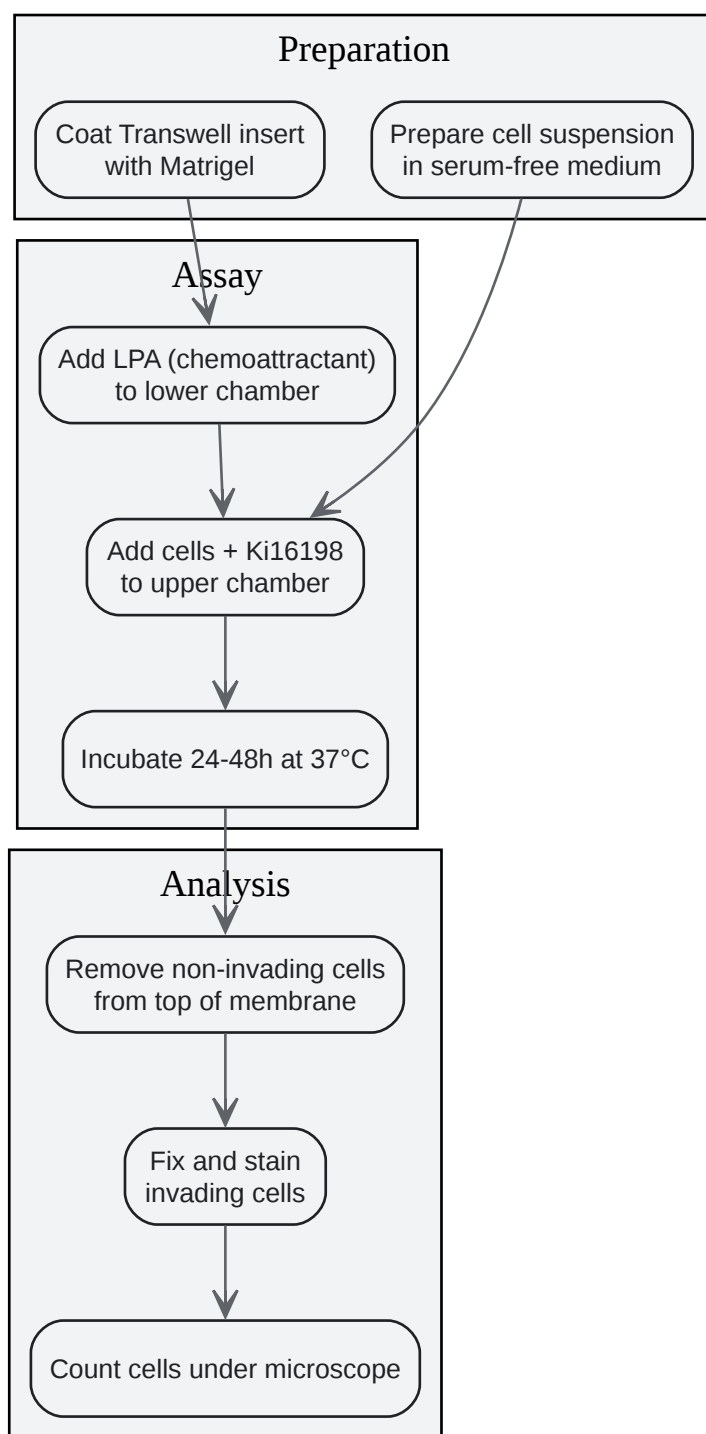 Preparation
Coat Transwell insert
with Matrigel
Prepare cell suspension
in serum-free medium
Assay
Add LPA (chemoattractant)
to lower chamber
Add cells + Ki16198
to upper chamber
Incubate 24-48h at 37°C
Analysis
Remove non-invading cells
from top of membrane
Fix and stain
invading cells
Count cells under microscope